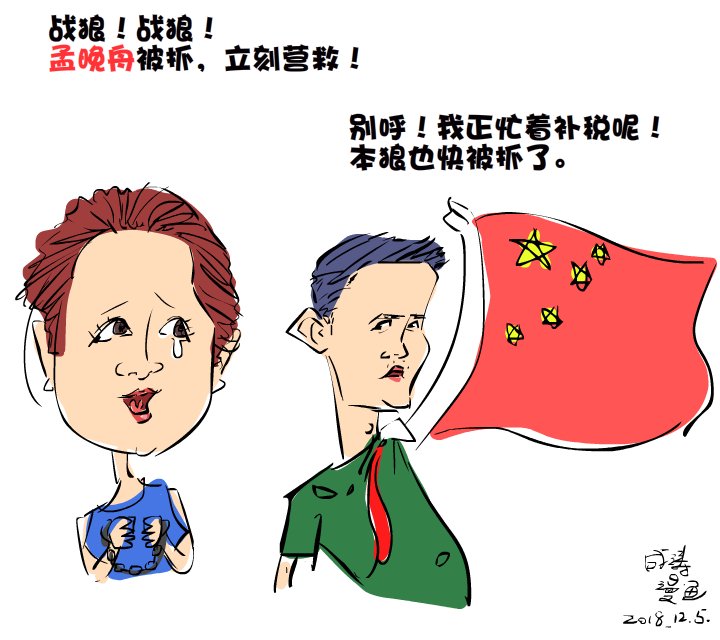 战狼！战狼！
孟晚舟被抓，立刻营救！
别呼！我正忙着补税呢！
本狼也快被抓了。
成涛
漫画
2018.12.5.